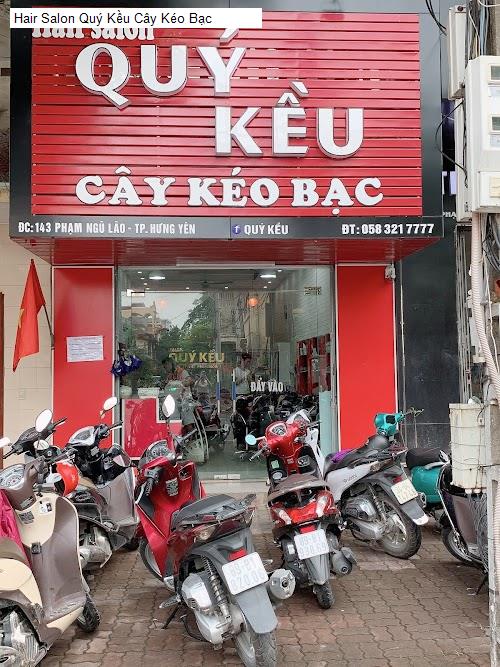 Hair Salon Quý Kều Cây Kéo Bạc
Hair salon
QUÝ
KỀU
CÂY KÉO BẠC
ĐC: 143 PHẠM NGŨ LÃO - TP. HƯNG YÊN
QUÝ KỀU
ĐT: 058 321 7777
SALON
QUÝ KỀU
ĐẨY VÀO